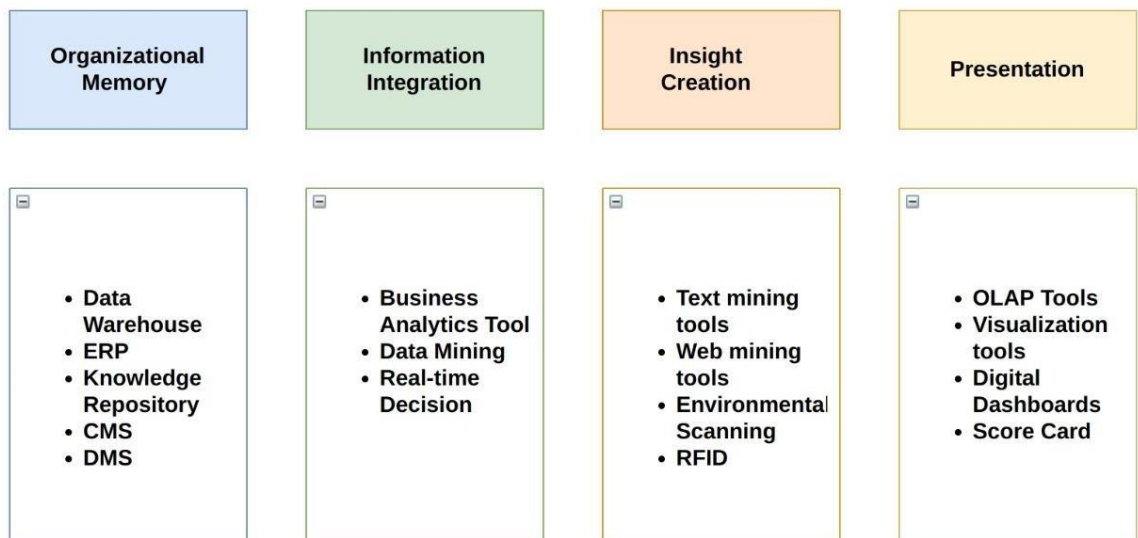 Organizational
Memory
Information
Integration
Insight
Creation
Presentation
• Data
Warehouse
• ERP
• Knowledge
Repository
• CMS
• DMS
• Business
Analytics Tool
• Data Mining
• Real-time
Decision
• Text mining
tools
• Web mining
tools
• Environmental
Scanning
• RFID
• OLAP Tools
• Visualization
tools
• Digital
Dashboards
• Score Card